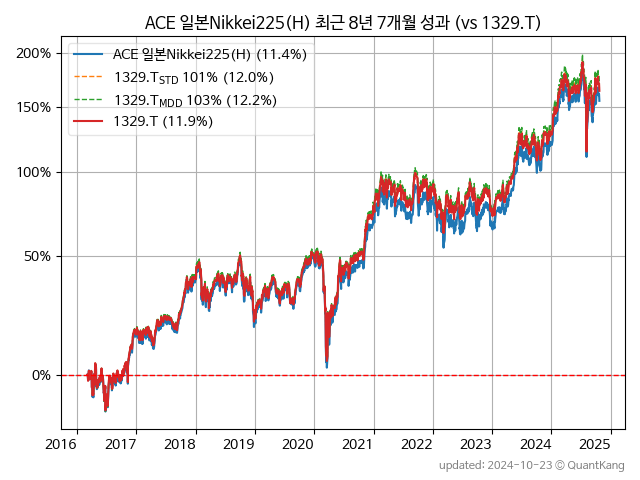 ACE 일본Nikkei225(H) 최근 8년 7개월 성과 (vs 1329.T)
200%
150%
100%
50%
0%
ACE 일본Nikkei225(H) (11.4%)
1329.TSTD 101% (12.0%)
1329.TMDD 103% (12.2%)
1329.T (11.9%)
2016 2017 2018 2019 2020 2021 2022 2023 2024 2025
updated: 2024-10-23 © QuantKang